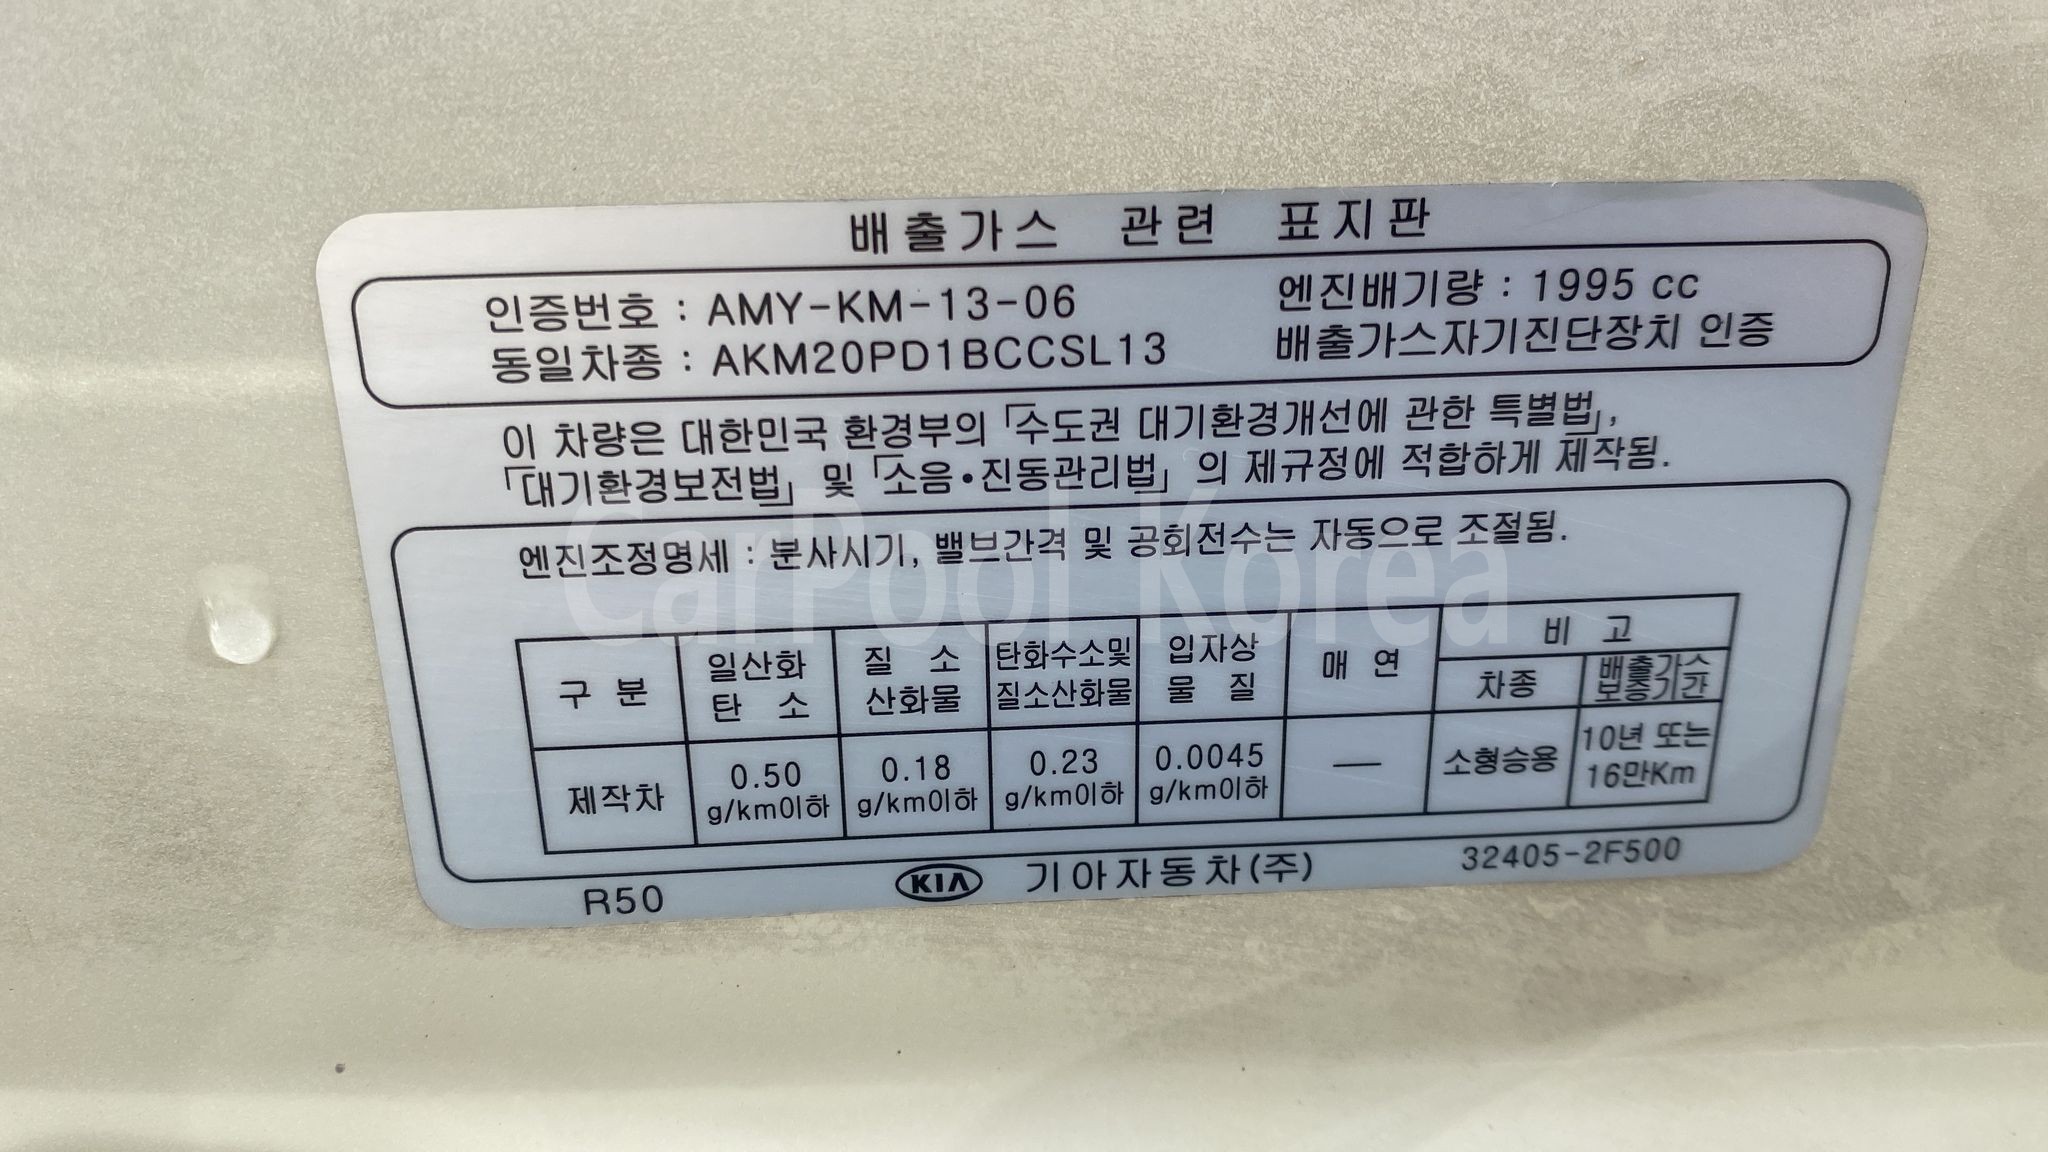 배출가스 관련 표지판
인증번호 : AMY-KM-13-06 엔진배기량 : 1995 cc
동일차종 : AKM20PD1BCCSL13 배출가스자기진단장치 인증
이 차량은 대한민국 환경부의 「수도권 대기환경개선에 관한 특별법」,
「대기환경보전법」 및 「소음•진동관리법」 의 제규정에 적합하게 제작됨.
엔진조정명세 : 분사시기, 밸브간격 및 공회전수는 자동으로 조절됨.
구 분 일산화 탄 소 질 소 산화물 탄화수소및 질소산화물 입자상 물 질 매 연 비 고
차종 배출가스 보증기간
제작차 0.50 g/km이하 0.18 g/km이하 0.23 g/km이하 0.0045 g/km이하 — 소형승용 10년 또는 16만Km
R50 KIA 기아자동차(주) 32405-2F500
CarPool Korea